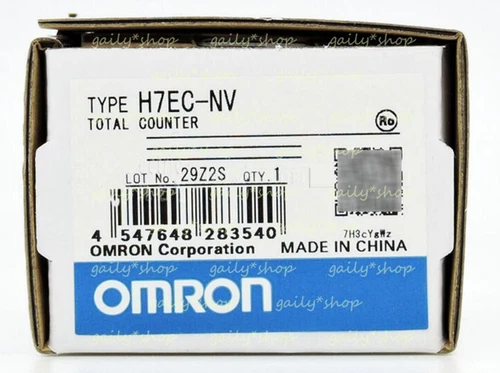 gaily*shop gaily*shop gaily*shop
TYPE H7EC-NV
TOTAL COUNTER
Ro
LOT No. 29Z2S QTY. 1
4 547648 283540
7H3cYgWz
OMRON Corporation MADE IN CHINA
gaily*shop gaily*shop gaily*shop
OMRON
gaily*shop gaily*shop gaily*shop